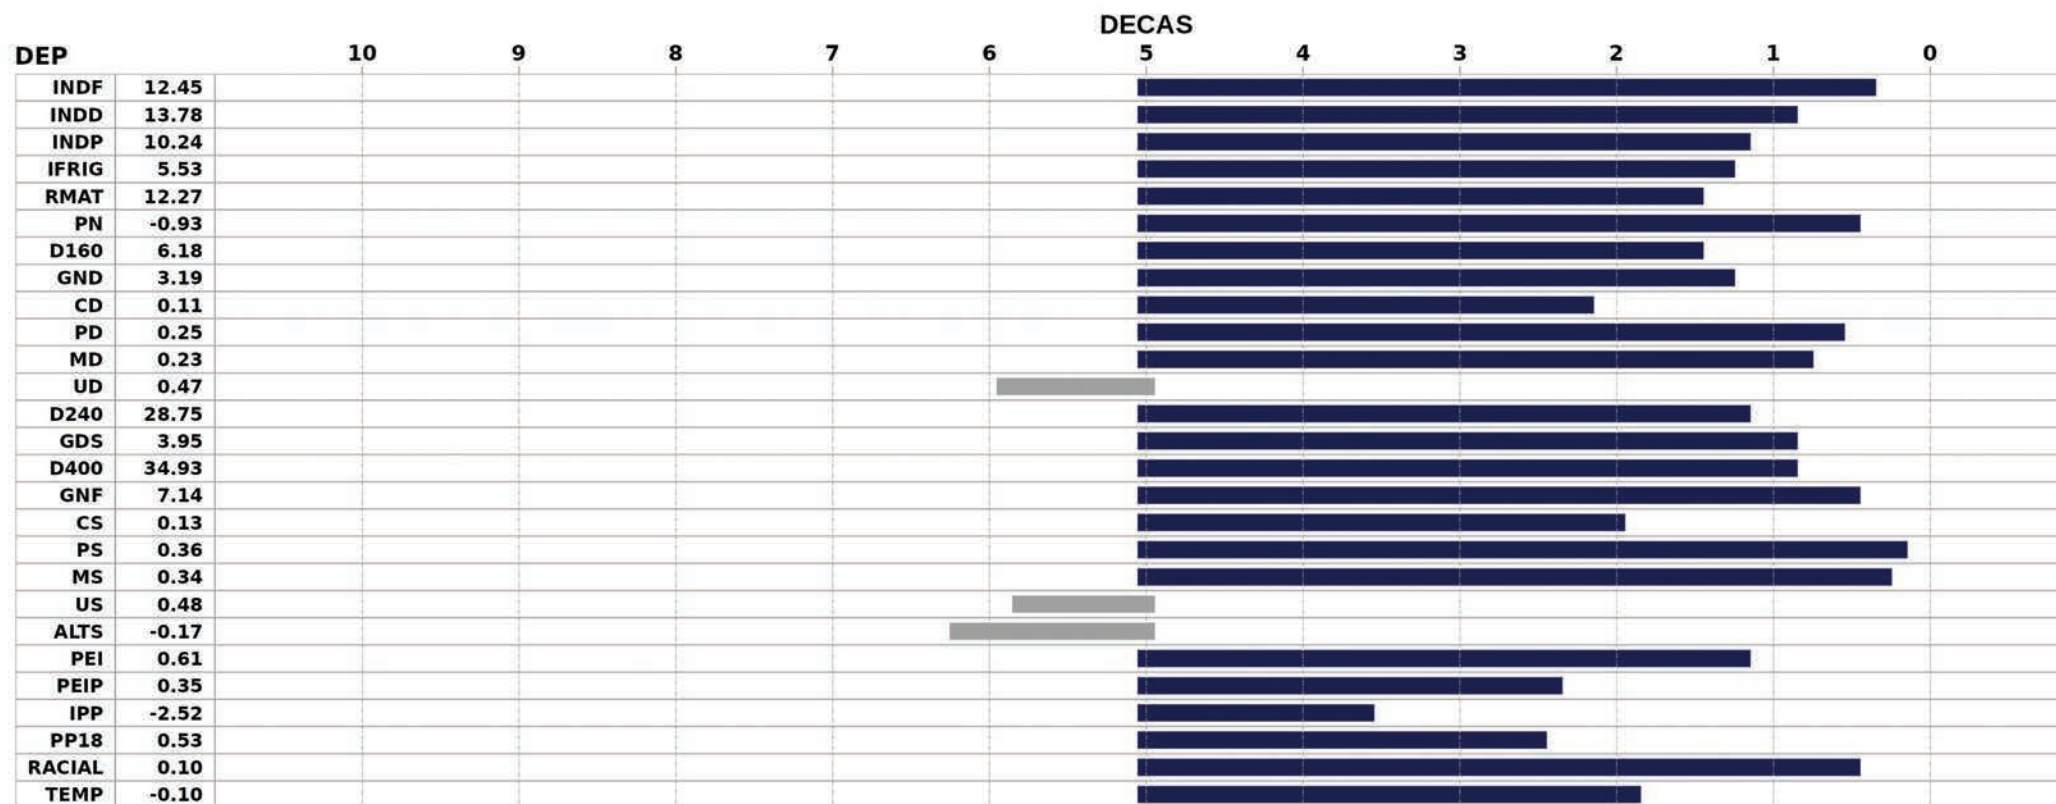 DECAS
DEP 10 9 8 7 6 5 4 3 2 1 0
INDF 12.45
INDD 13.78
INDP 10.24
IFRIG 5.53
RMAT 12.27
PN -0.93
D160 6.18
GND 3.19
CD 0.11
PD 0.25
MD 0.23
UD 0.47
D240 28.75
GDS 3.95
D400 34.93
GNF 7.14
CS 0.13
PS 0.36
MS 0.34
US 0.48
ALTS -0.17
PEI 0.61
PEIP 0.35
IPP -2.52
PP18 0.53
RACIAL 0.10
TEMP -0.10